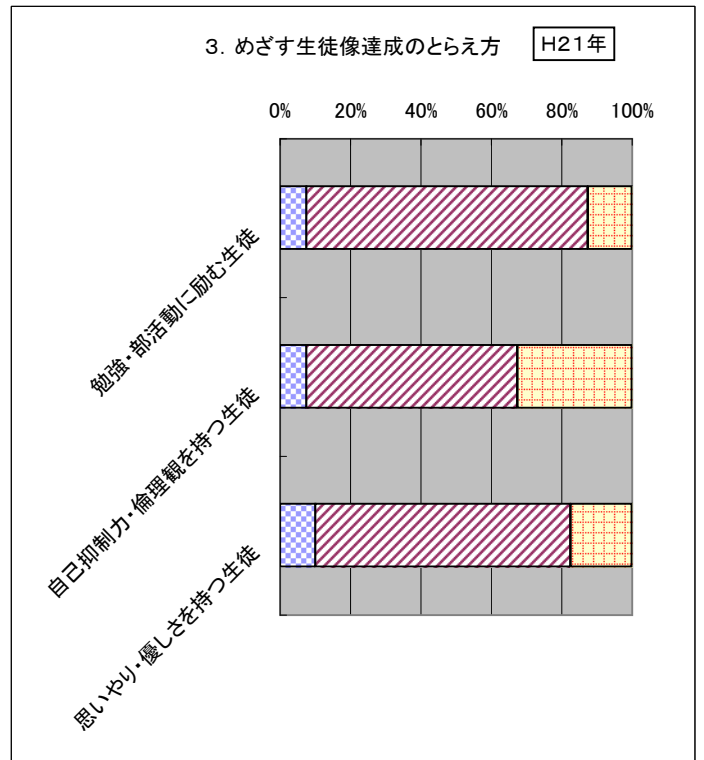 3．めざす生徒像達成のとらえ方
H21年
0% 20% 40% 60% 80% 100%
勉強・部活動に励む生徒
自己抑制力・倫理観を持つ生徒
思いやり・優しさを持つ生徒